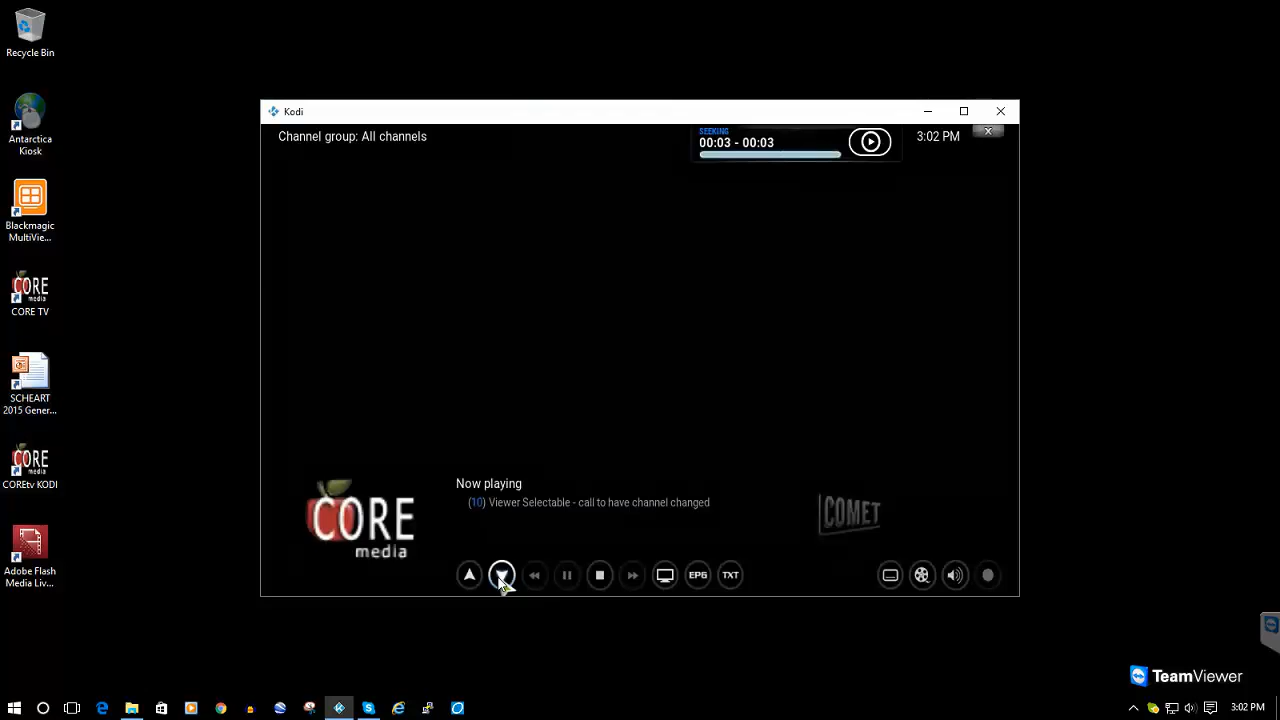 Recycle Bin
Antarctica
Kiosk
Blackmagic
MultiVie...
CORE
media
CORE TV
SCHEART
2015 Gener...
CORE
media
COREtv KODI
Adobe Flash
Media Liv...
Kodi
Channel group: All channels
SEEKING
00:03 - 00:03
3:02 PM
Now playing
(10) Viewer Selectable - call to have channel changed
CORE
media
COMET
EPG
TXT
TeamViewer
3:02 PM